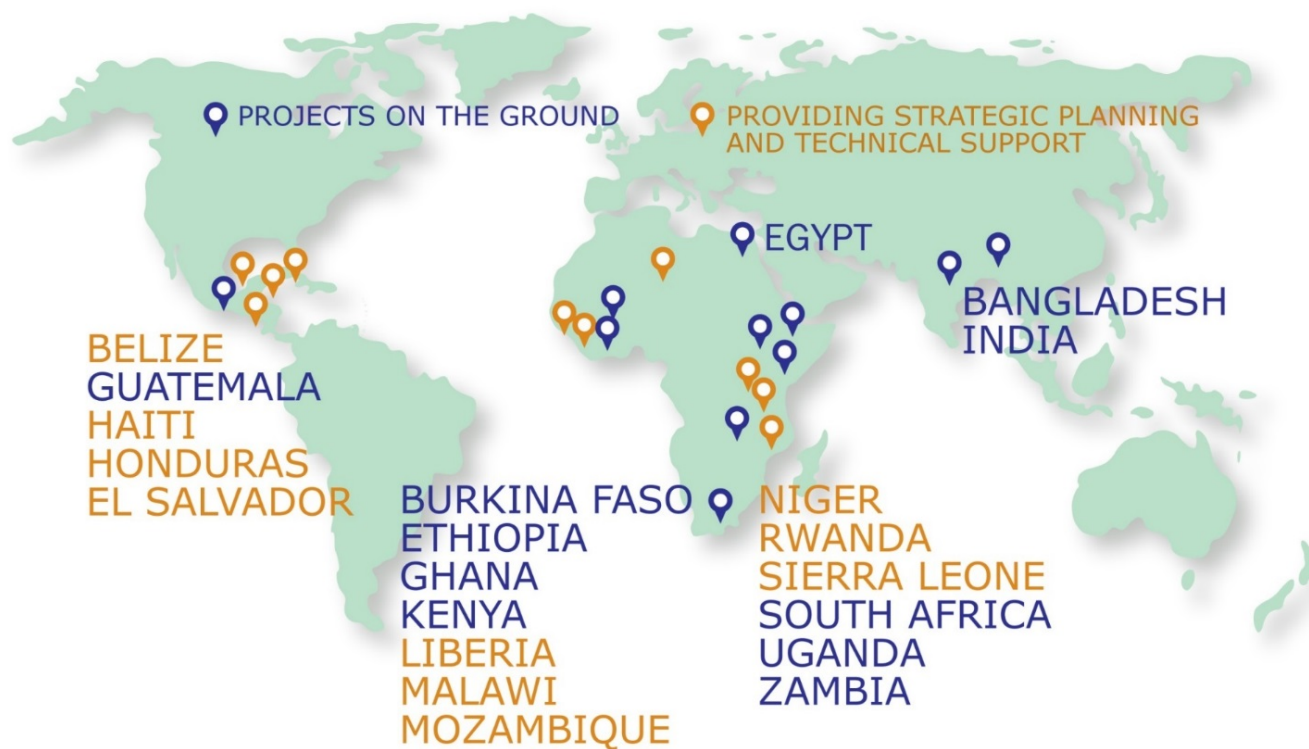 PROJECTS ON THE GROUND
PROVIDING STRATEGIC PLANNING
AND TECHNICAL SUPPORT
EGYPT
BANGLADESH
INDIA
BELIZE
GUATEMALA
HAITI
HONDURAS
EL SALVADOR
BURKINA FASO
ETHIOPIA
GHANA
KENYA
LIBERIA
MALAWI
MOZAMBIQUE
NIGER
RWANDA
SIERRA LEONE
SOUTH AFRICA
UGANDA
ZAMBIA